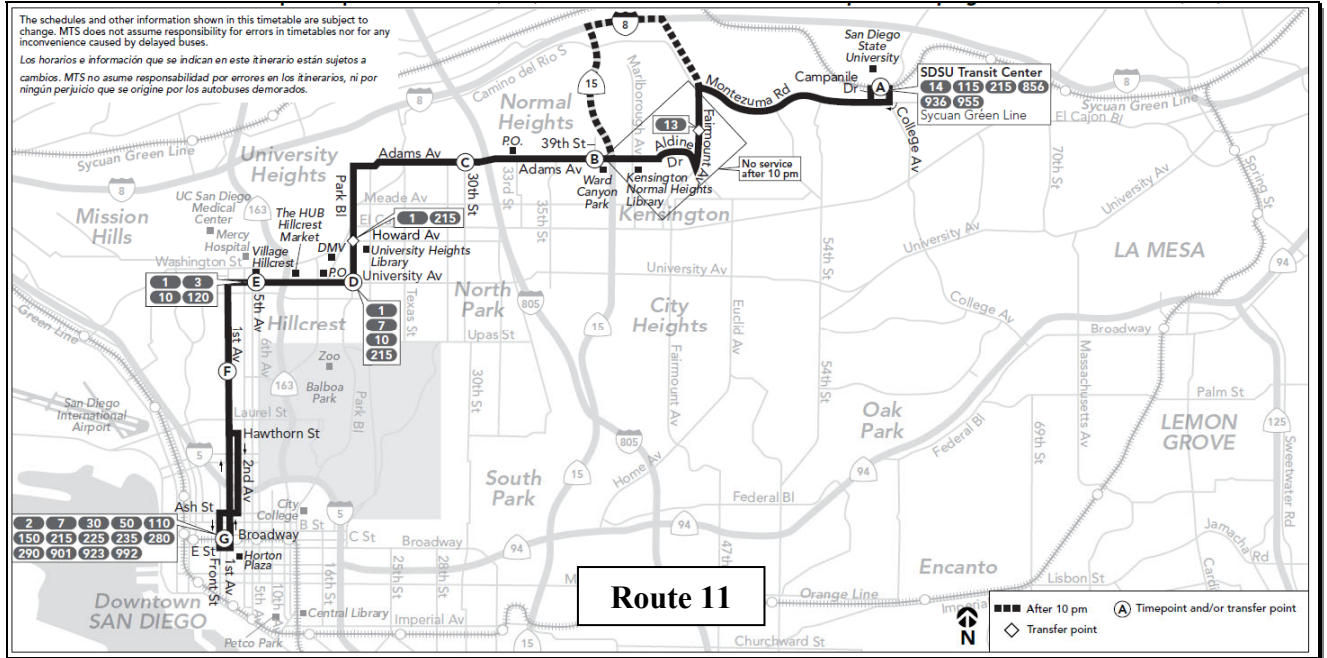 The schedules and other information shown in this timetable are subject to
change. MTS does not assume responsibility for errors in timetables nor for any
inconvenience caused by delayed buses.
Los horarios e información que se indican en este itinerario están sujetos a
cambios. MTS no asume responsabilidad por errores en los itinerarios, ni por
ningún perjuicio que se origine por los autobuses demorados.
8
San Diego
State
University
Camino del Rio S
15
Marlborough Av
Montezuma Rd
Campanile
Dr
A
SDSU Transit Center
14 115 215 856
936 955
Sycuan Green Line
8
Sycuan Green Line
El Cajon Bl
College Av
8
Normal
Heights
P.O.
39th St
13
Fairmount Av
Aldine
Dr
No service
after 10 pm
70th St
Spring St
Sycuan Green Line
University
Heights
Adams Av
C
Adams Av
B
Ward
Canyon
Park
Kensington
Normal Heights
Library
Kensington
University Av
8
UC San Diego
Medical
Center
163
Park Bl
Meade Av
30th St
33rd St
35th St
Mission
Hills
Mercy
Hospital
The HUB
Hillcrest
Market
1 215
Howard Av
DMV
University Heights
Library
54th St
University Av
LA MESA
Washington St
Village
Hillcrest
P.O.
University Av
University Av
94
1 3
10 120
E
D
5th Av
Texas St
North
Park
805
City
Heights
Euclid Av
College Av
Green Line
1st Av
Hillcrest
6th Av
1
7
10
215
15
Broadway
Upas St
F
Zoo
163
Balboa
Park
Park Bl
30th St
Fairmount Av
54th St
Massachusetts Av
Palm St
San Diego
International
Airport
Laurel St
Oak
Park
LEMON
GROVE
125
Hawthorn St
805
Federal Bl
69th St
5
2nd Av
15
Home Av
94
Sweetwater Rd
South
Park
Ash St
City
College
5
Federal Bl
2 7 30 50 110
150 215 225 235 280
290 901 923 992
G
Broadway
B St
C St
Broadway
94
94
47th
Jamacha Rd
E St
Horton
Plaza
Front St
1st Av
5th Av
10th Av
16th St
25th St
28th St
Encanto
Lisbon St
Downtown
SAN DIEGO
Central Library
Imperial Av
Petco Park
15
Route 11
Orange Line
Churchward St
N
After 10 pm
A Timepoint and/or transfer point
Transfer point